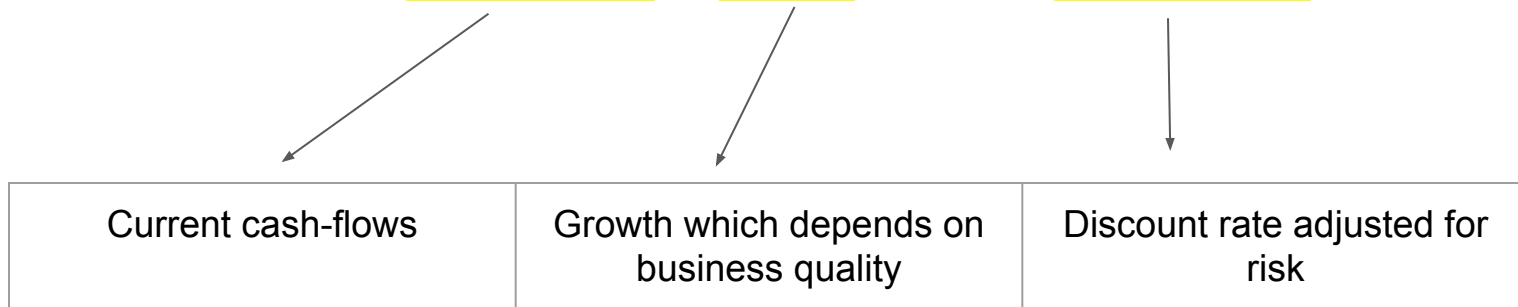 Current cash-flows
Growth which depends on
business quality
Discount rate adjusted for
risk